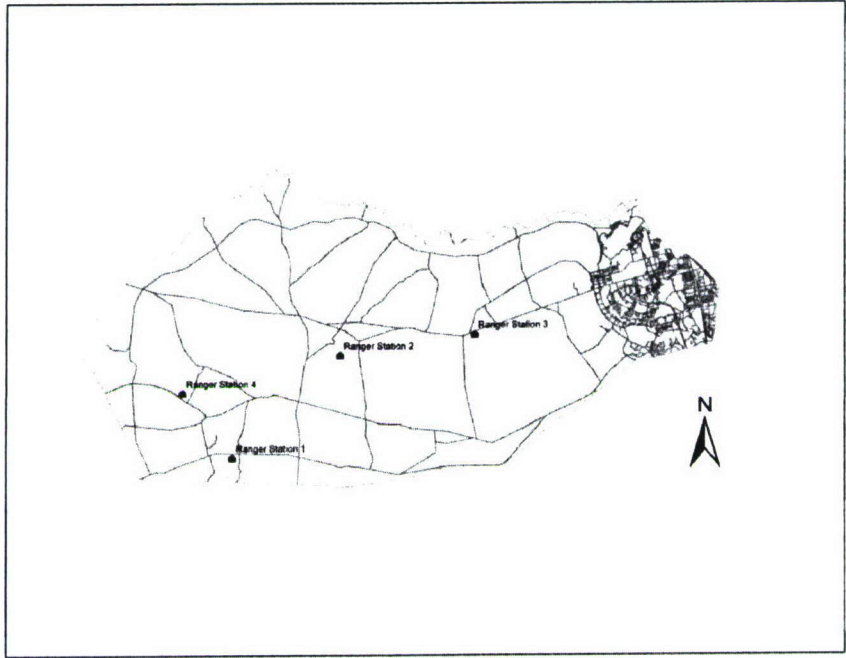 Ranger Station 3
Ranger Station 2
Ranger Station 4
N
Ranger Station 1